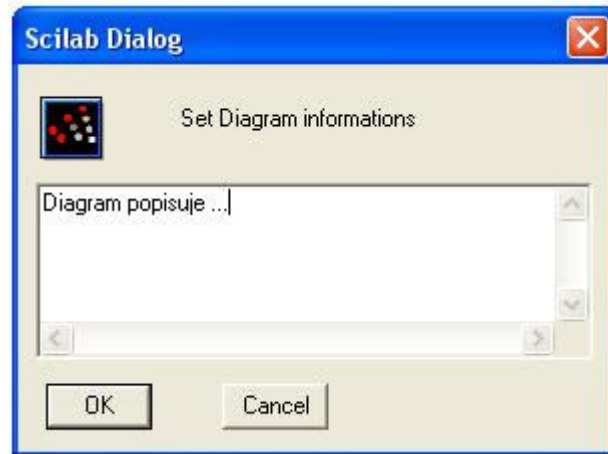 Scilab Dialog
Set Diagram informations
Diagram popisuje ...
OK Cancel